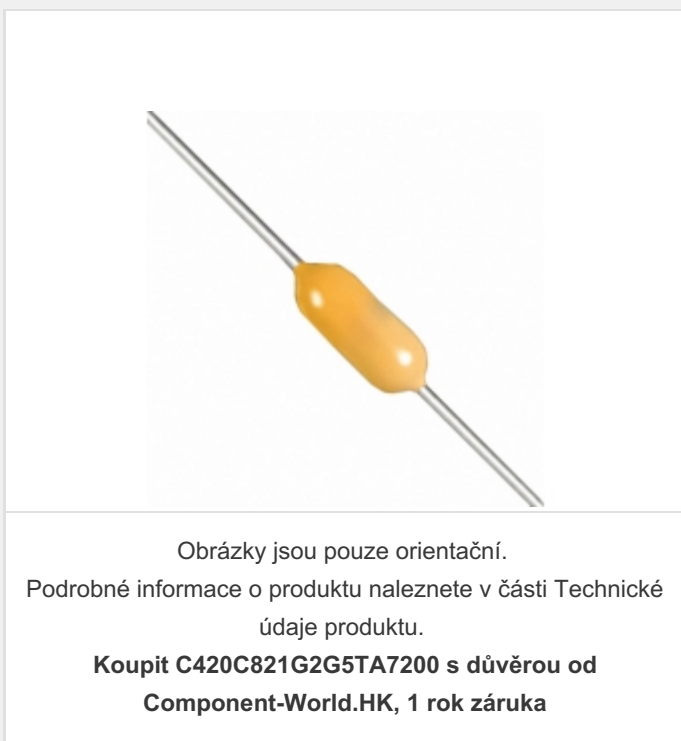 Obrázky jsou pouze orientační.
Podrobné informace o produktu naleznete v části Technické
údaje produktu.
Koupit C420C821G2G5TA7200 s důvěrou od
Component-World.HK, 1 rok záruka